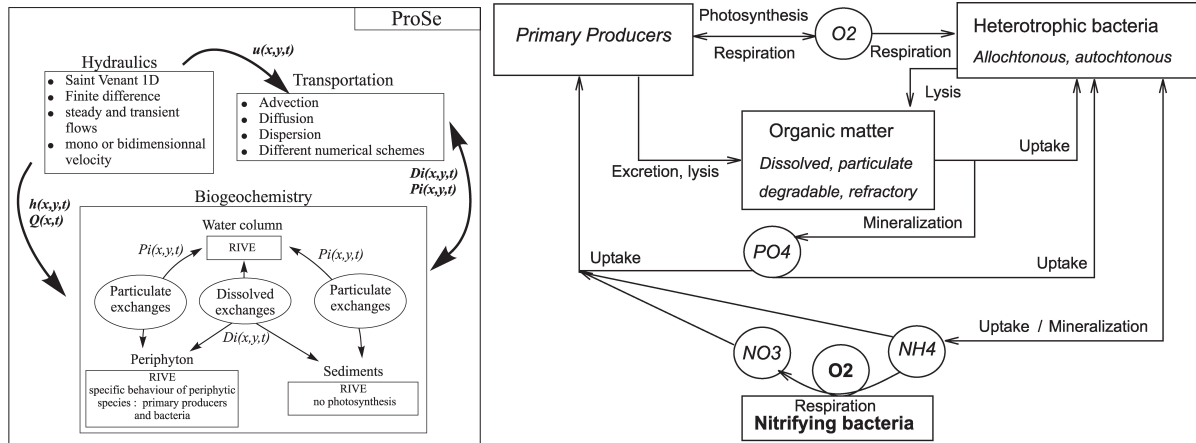 ProSe
u(x,y,t)
Hydraulics
• Saint Venant 1D
• Finite difference
• steady and transient
flows
• mono or bidimensionnal
velocity
Transportation
• Advection
• Diffusion
• Dispersion
• Different numerical schemes
h(x,y,t)
Q(x,t)
Di(x,y,t)
Pi(x,y,t)
Biogeochemistry
Water column
RIVE
Pi(x,y,t)
Pi(x,y,t)
Particulate
exchanges
Dissolved
exchanges
Particulate
exchanges
Di(x,y,t)
Periphyton
RIVE
specific behaviour of periphytic
species : primary producers
and bacteria
Sediments
RIVE
no photosynthesis
Primary Producers
Photosynthesis
Respiration
O2
Respiration
Heterotrophic bacteria
Allochtonous, autochtonous
Lysis
Organic matter
Dissolved, particulate
degradable, refractory
Excretion, lysis
Uptake
Mineralization
PO4
Uptake
Uptake
Uptake / Mineralization
NO3
O2
NH4
Respiration
Nitrifying bacteria